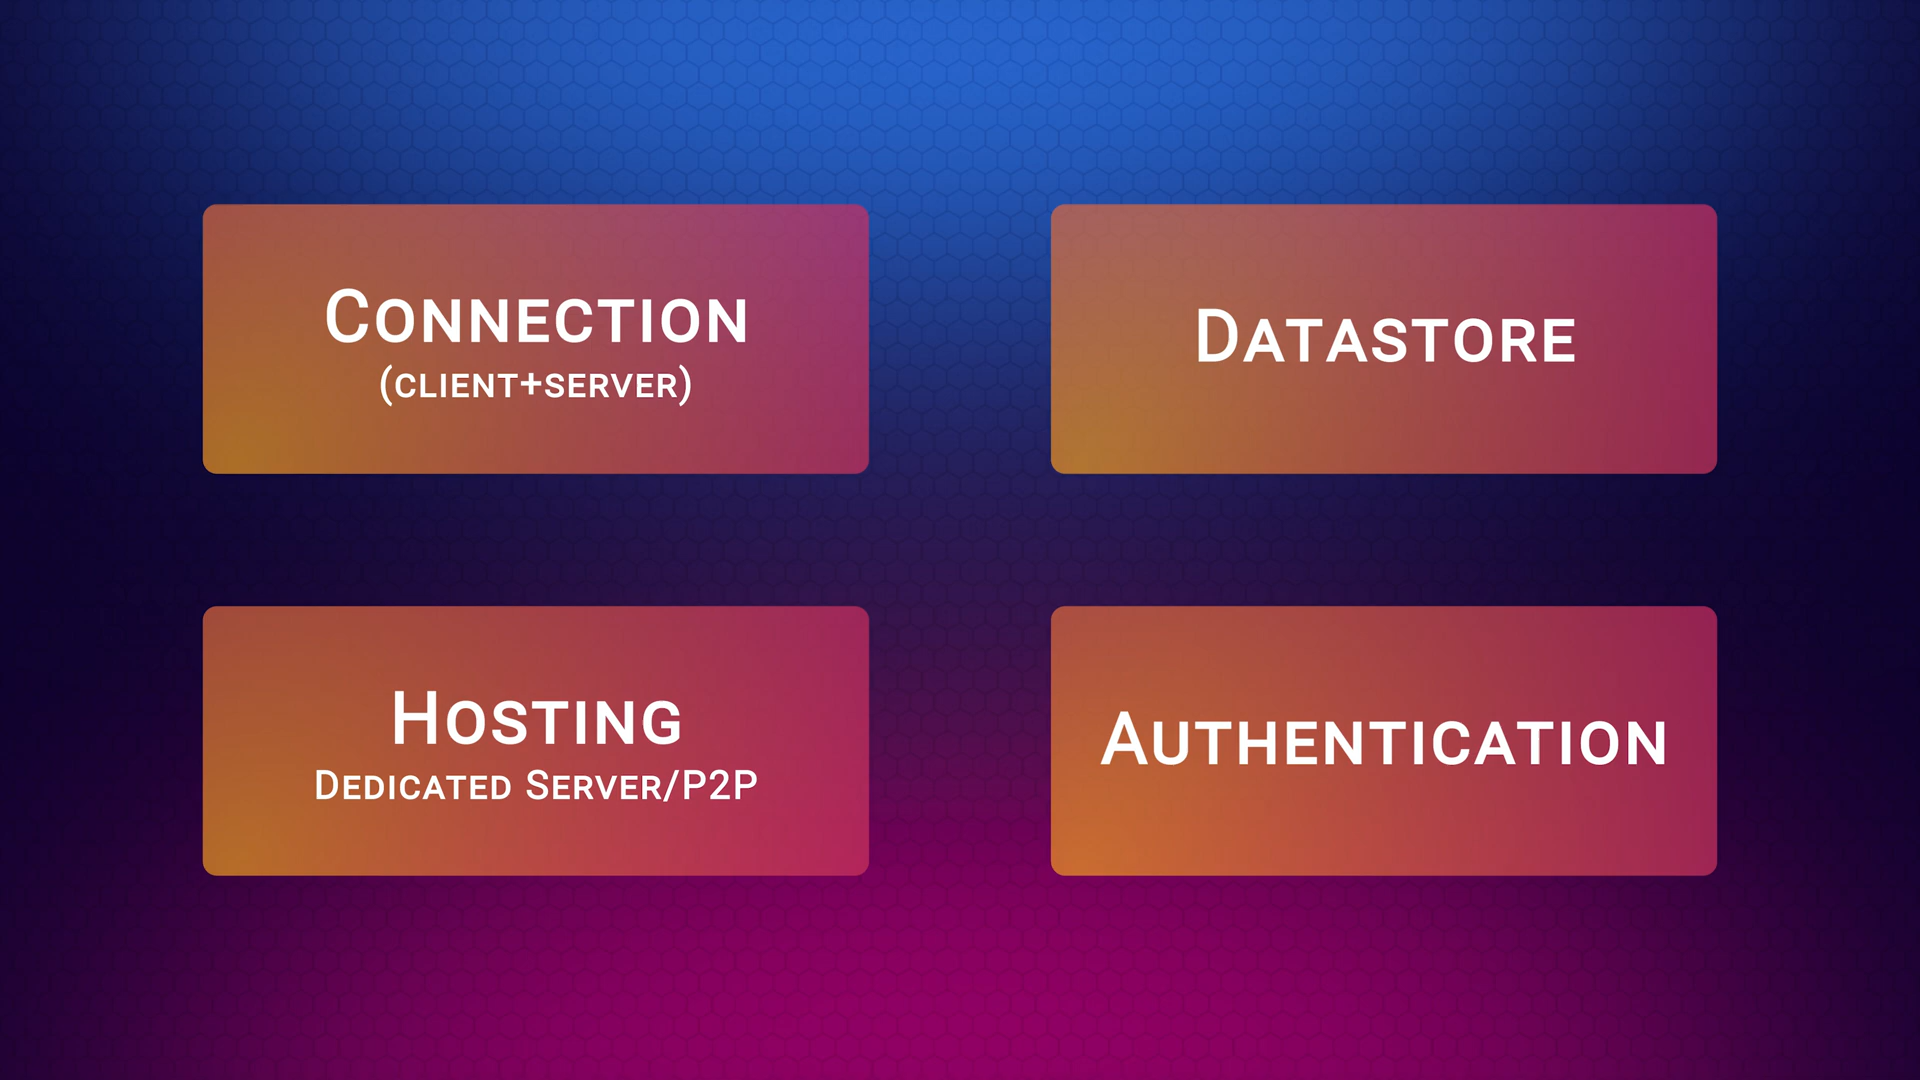 Connection
(client+server)
Datastore
Hosting
Dedicated Server/P2P
Authentication